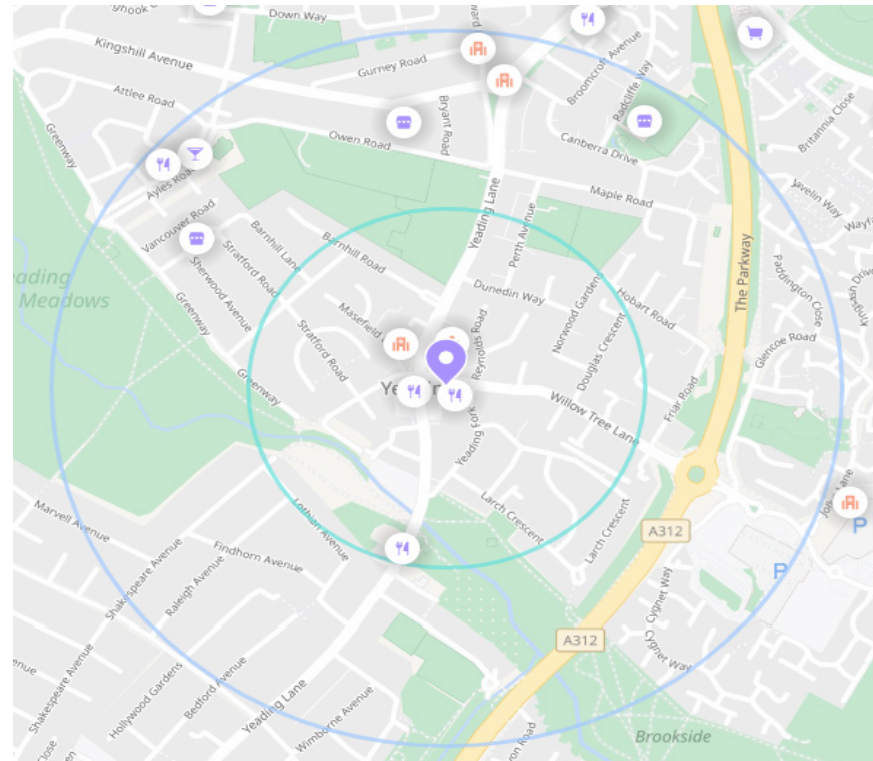 Down Way
Kingshill Avenue
Gurney Road
Attlee Road
Bryant Road
Broomcroft Avenue
Radcliffe Way
Britannia Close
Greenway
Owen Road
Canberra Drive
Ayles Road
Maple Road
Javelin Way
Yeading Lane
Perth Avenue
Vancouver Road
Barnhill Lane
Barnhill Road
Stratford Road
Sherwood Avenue
The Parkway
Paddington Close
Meadows
Dunedin Way
Norwood Gardens
Hobart Road
Greenway
Masefield
Stratford Road
Reynolds Road
Douglas Crescent
Glencoe Road
Greenway
Friar Road
Willow Tree Lane
Yeading Fork
Marvell Avenue
Lothian Avenue
Larch Crescent
Larch Crescent
A312
P
P
Shakespeare Avenue
Findhorn Avenue
Raleigh Avenue
Cygnet Way
A312
Cygnet Way
Shakespeare Avenue
Hollywood Gardens
Bedford Avenue
Yeading Lane
Wimborne Avenue
Brookside
Close